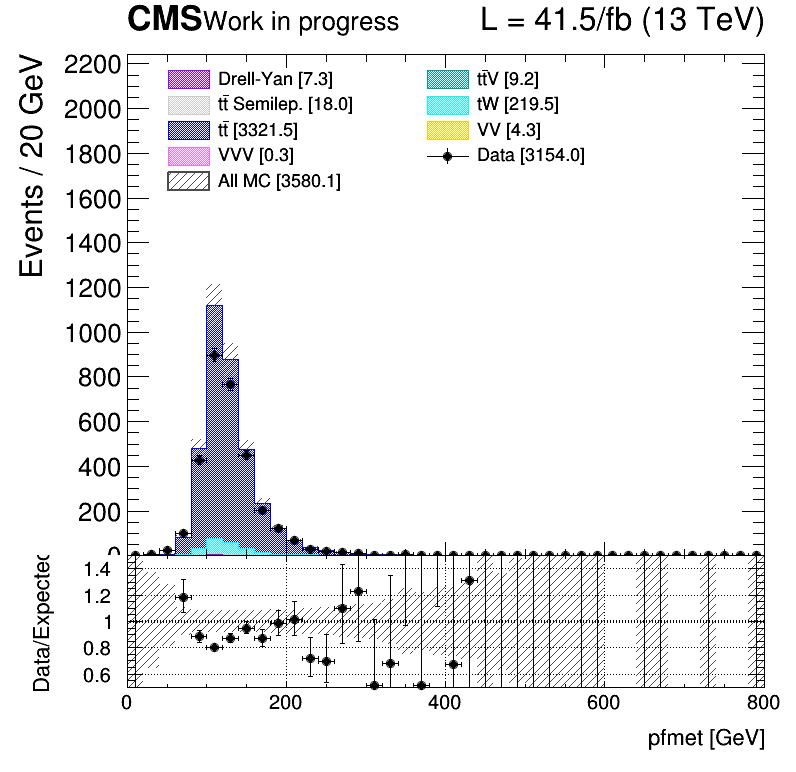 CMS Work in progress L = 41.5/fb (13 TeV)
Events / 20 GeV
2200
2000
1800
1600
1400
1200
1000
800
600
400
200
0
Drell-Yan [7.3]
tt̄ Semilep. [18.0]
tt̄ [3321.5]
VVV [0.3]
All MC [3580.1]
tt̄V [9.2]
tW [219.5]
VV [4.3]
Data [3154.0]
Data/Expected
1.4
1.2
1
0.8
0.6
0 200 400 600 800
pfmet [GeV]